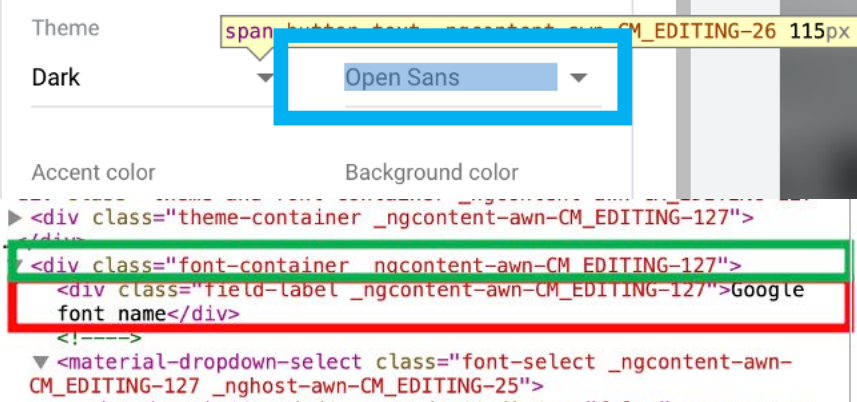 Theme
span.button-text._ngcontent-awn-CM_EDITING-26 115px
Dark
Open Sans
Accent color
Background color
<div class="theme-container _ngcontent-awn-CM_EDITING-127">
</div>
<div class="font-container _ngcontent-awn-CM_EDITING-127">
<div class="field-label _ngcontent-awn-CM_EDITING-127">Google
font name</div>
<!---->
<material-dropdown-select class="font-select _ngcontent-awn-
CM_EDITING-127 _nghost-awn-CM_EDITING-25">